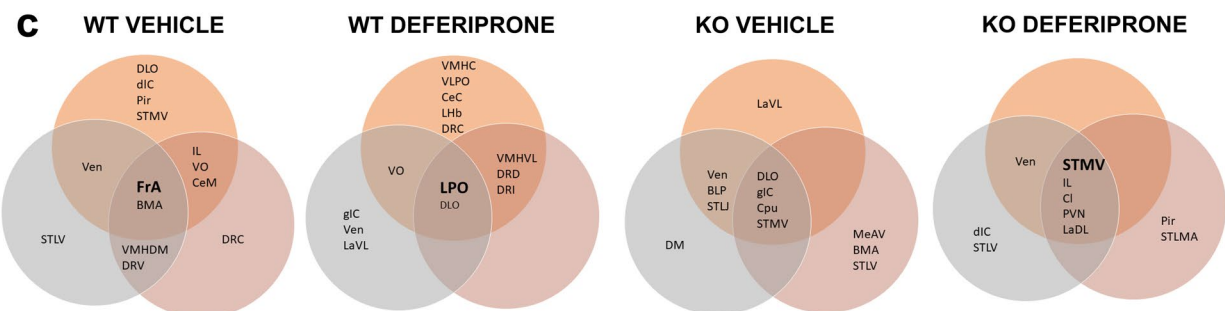 c
WT VEHICLE
DLO
dIC
Pir
STMV
Ven
IL
VO
CeM
FrA
BMA
STLV
VMHDM
DRV
DRC
WT DEFERIPRONE
VMHC
VLPO
CeC
LHb
DRC
VO
VMHVL
DRD
DRI
LPO
DLO
gIC
Ven
LaVL
KO VEHICLE
LaVL
Ven
BLP
STLJ
DLO
gIC
Cpu
STMV
DM
MeAV
BMA
STLV
KO DEFERIPRONE
Ven
STMV
IL
Cl
PVN
LaDL
dIC
STLV
Pir
STLMA